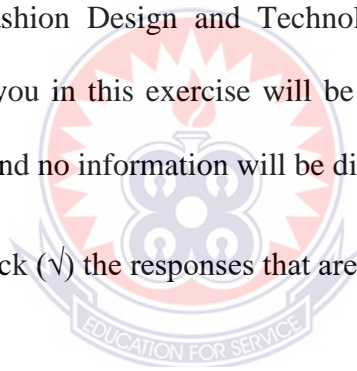 ashion Design and Technol
you in this exercise will be
nd no information will be di
ck (√) the responses that are
EDUCATION FOR SERVICE